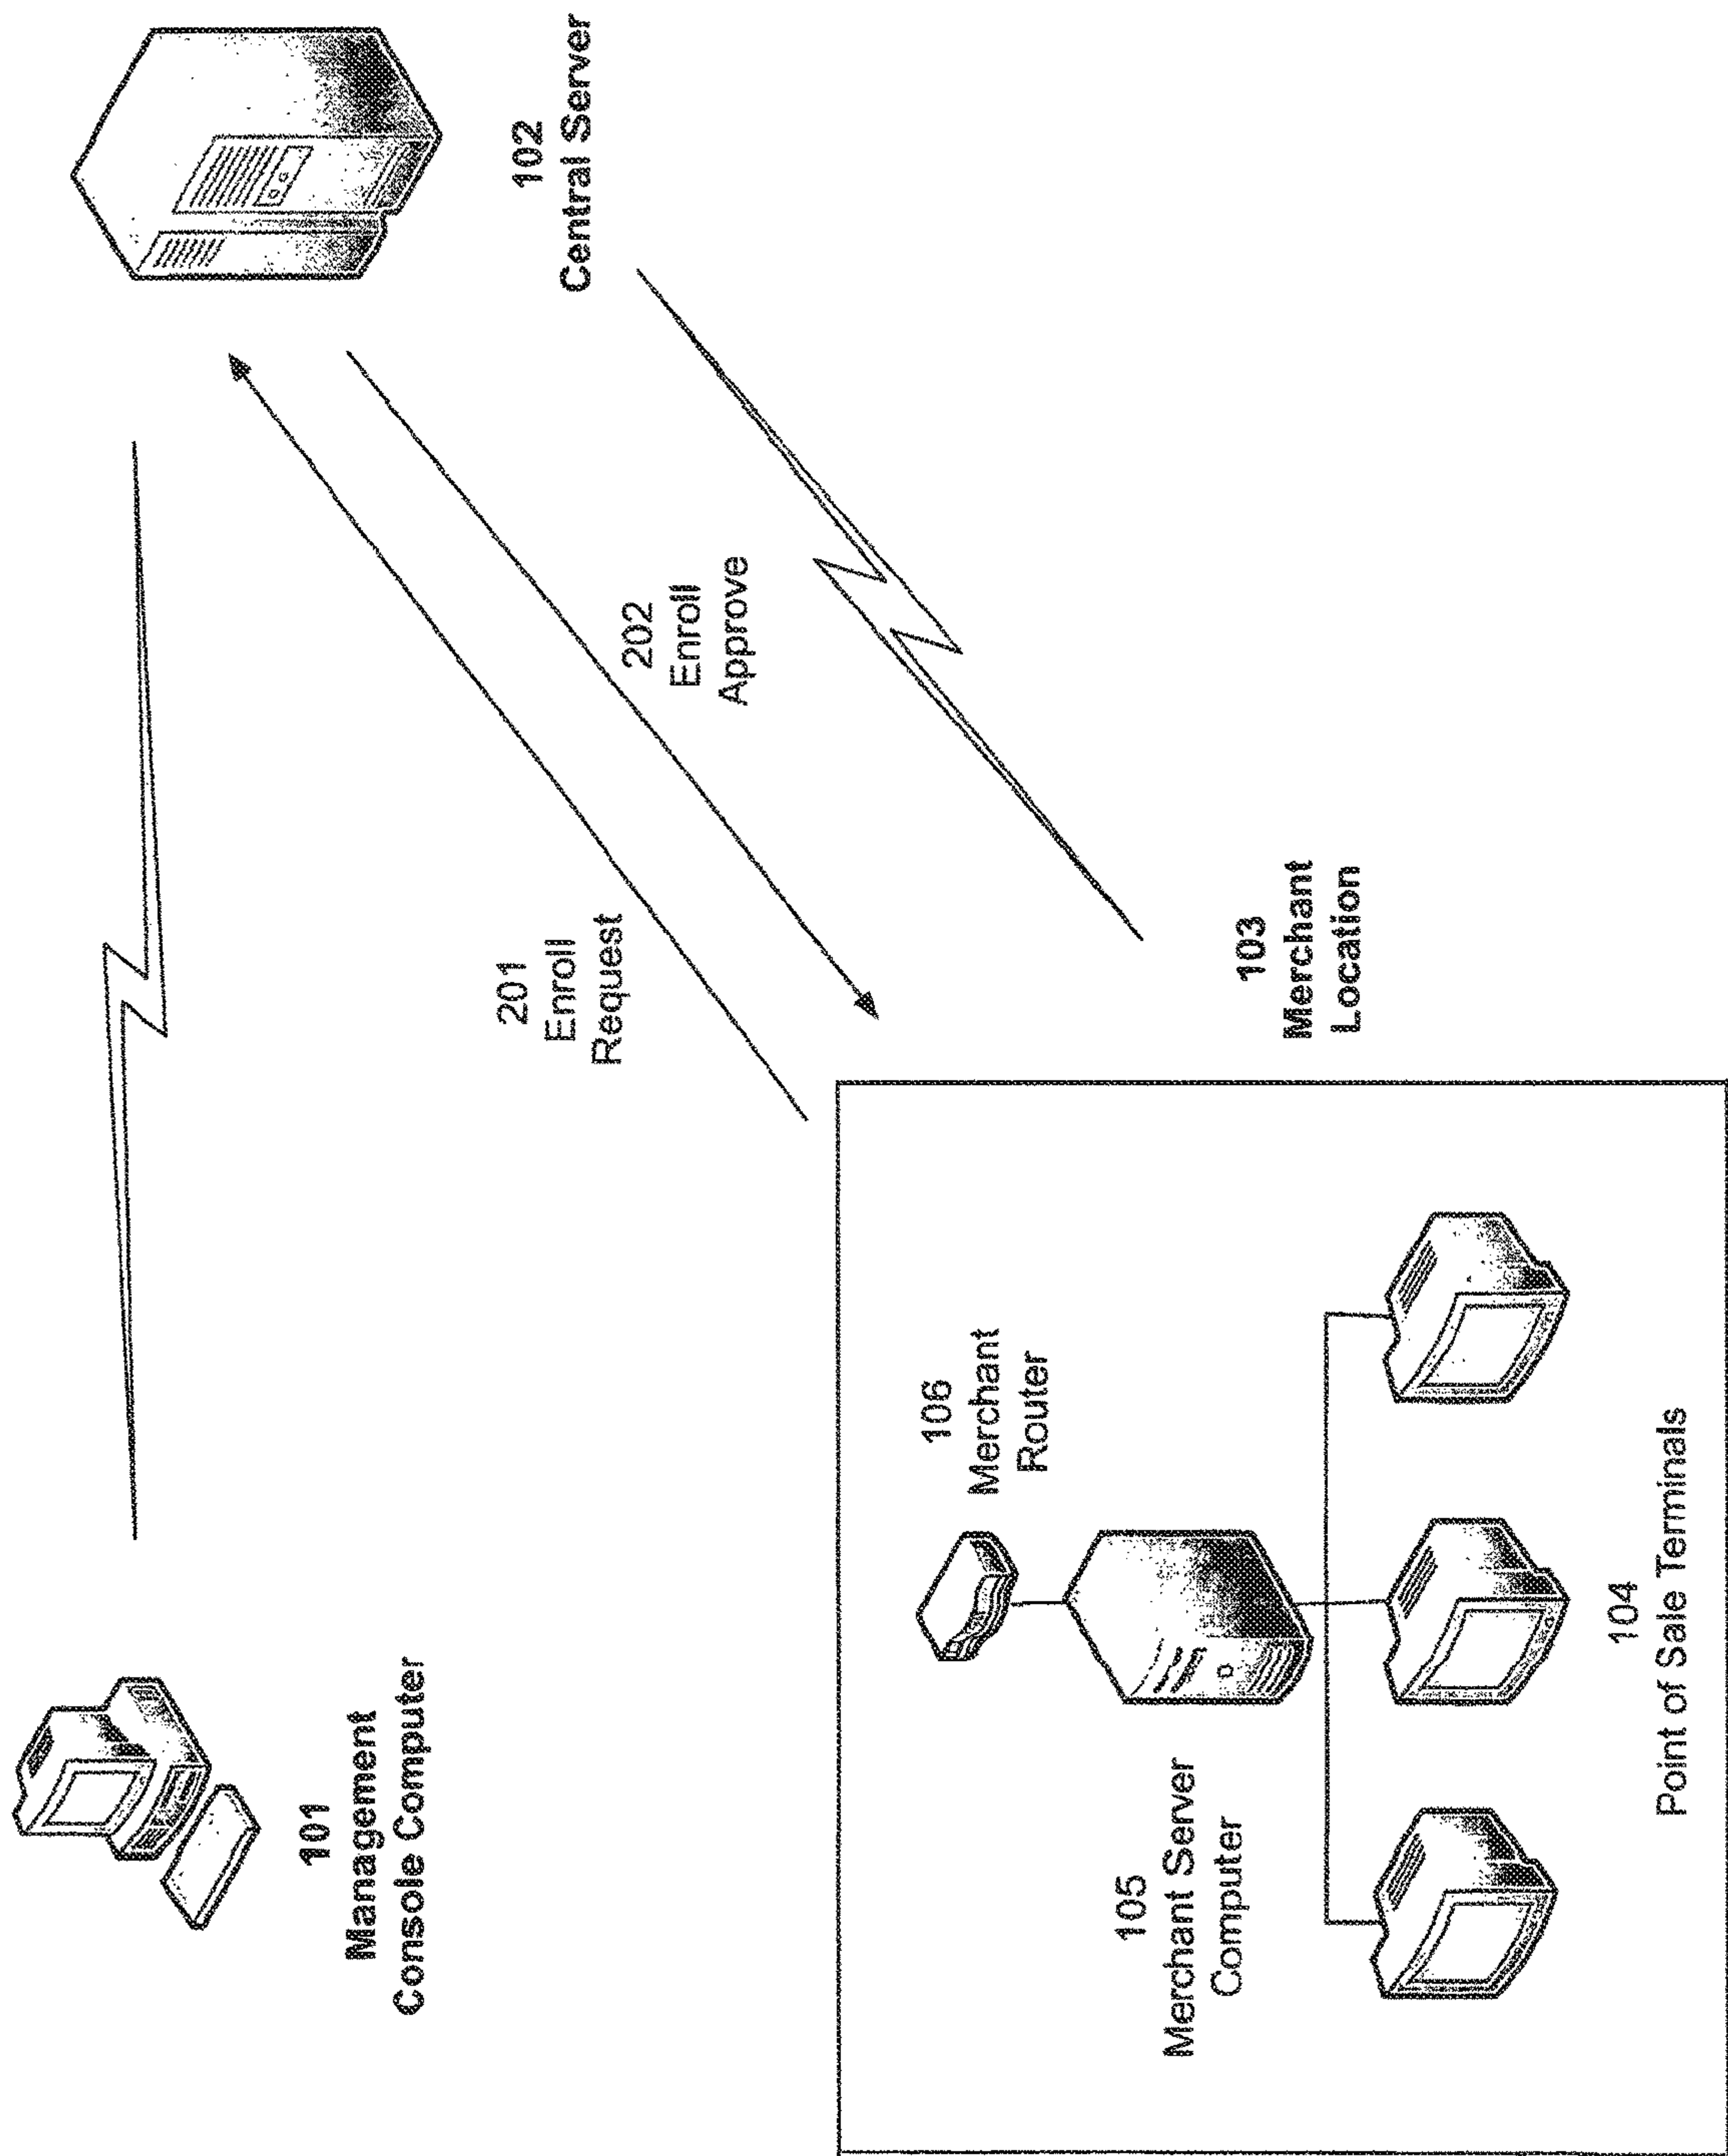 101
Management
Console Computer
102
Central Server
201
Enroll
Request
202
Enroll
Approve
103
Merchant
Location
106
Merchant
Router
105
Merchant Server
Computer
104
Point of Sale Terminals